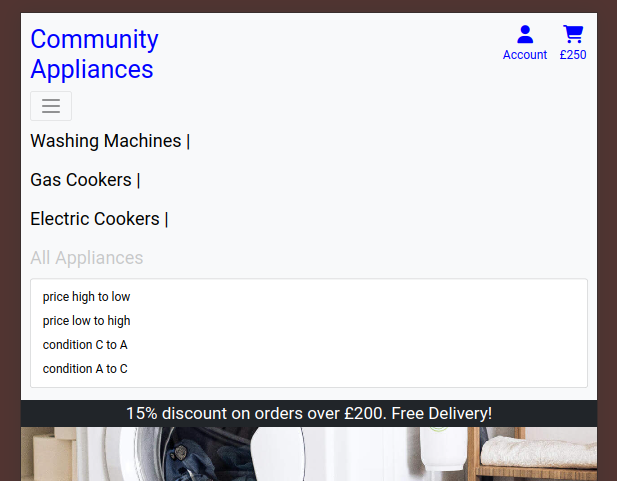 Community
Appliances
Account
£250
Washing Machines |
Gas Cookers |
Electric Cookers |
All Appliances
price high to low
price low to high
condition C to A
condition A to C
15% discount on orders over £200. Free Delivery!